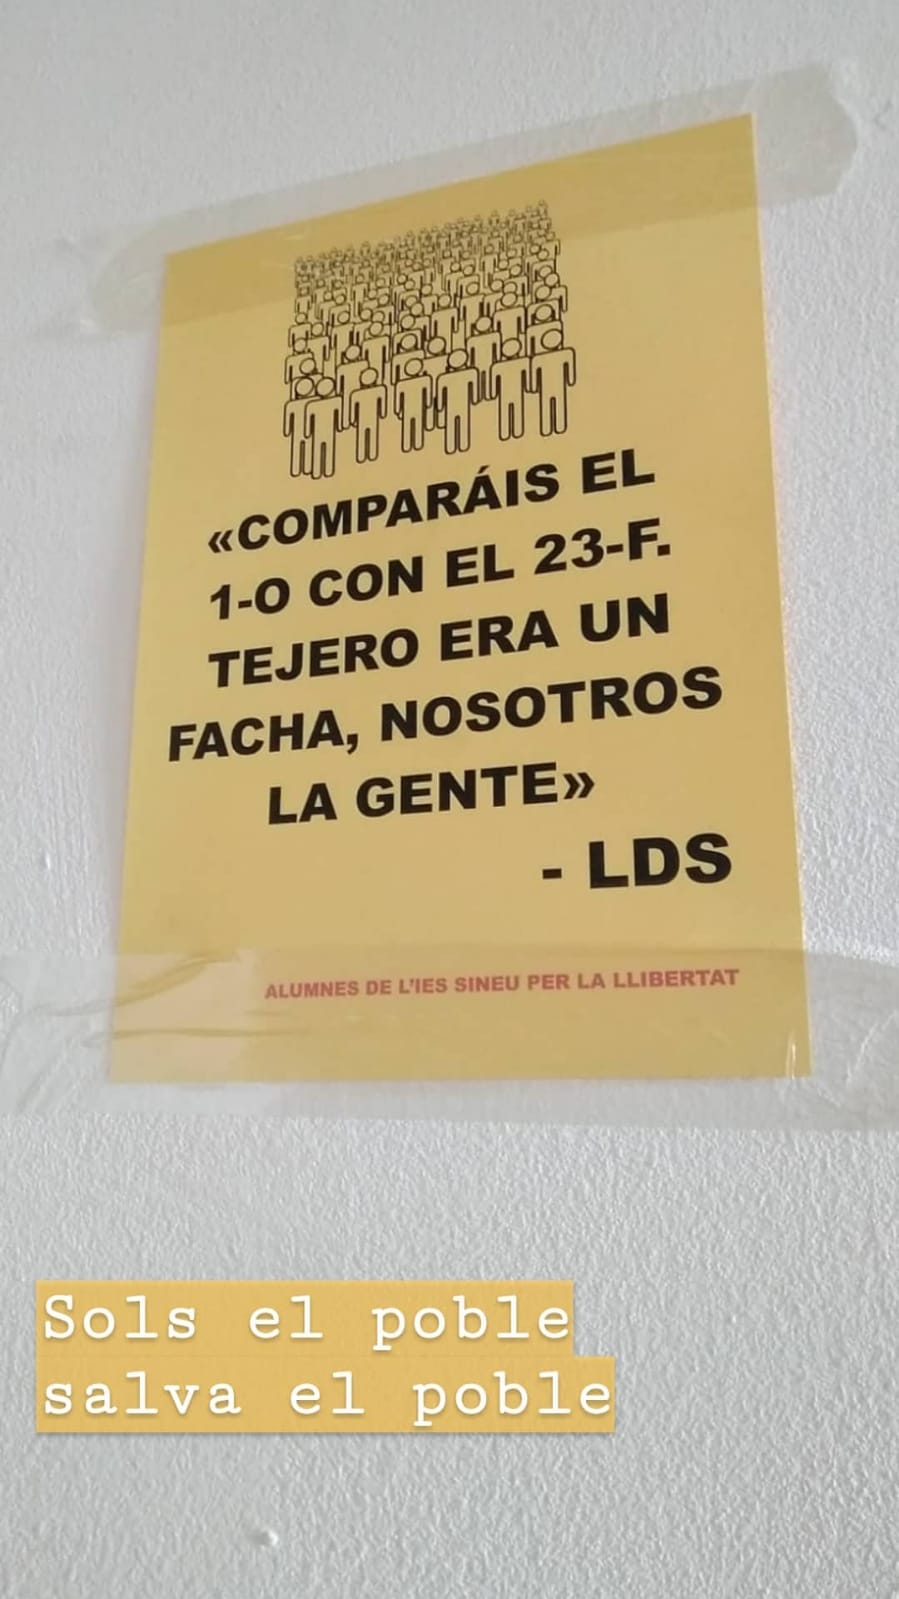 «COMPARÁIS EL
1-O CON EL 23-F.
TEJERO ERA UN
FACHA, NOSOTROS
LA GENTE»
- LDS
ALUMNES DE L'IES SINEU PER LA LLIBERTAT
Sols el poble
salva el poble